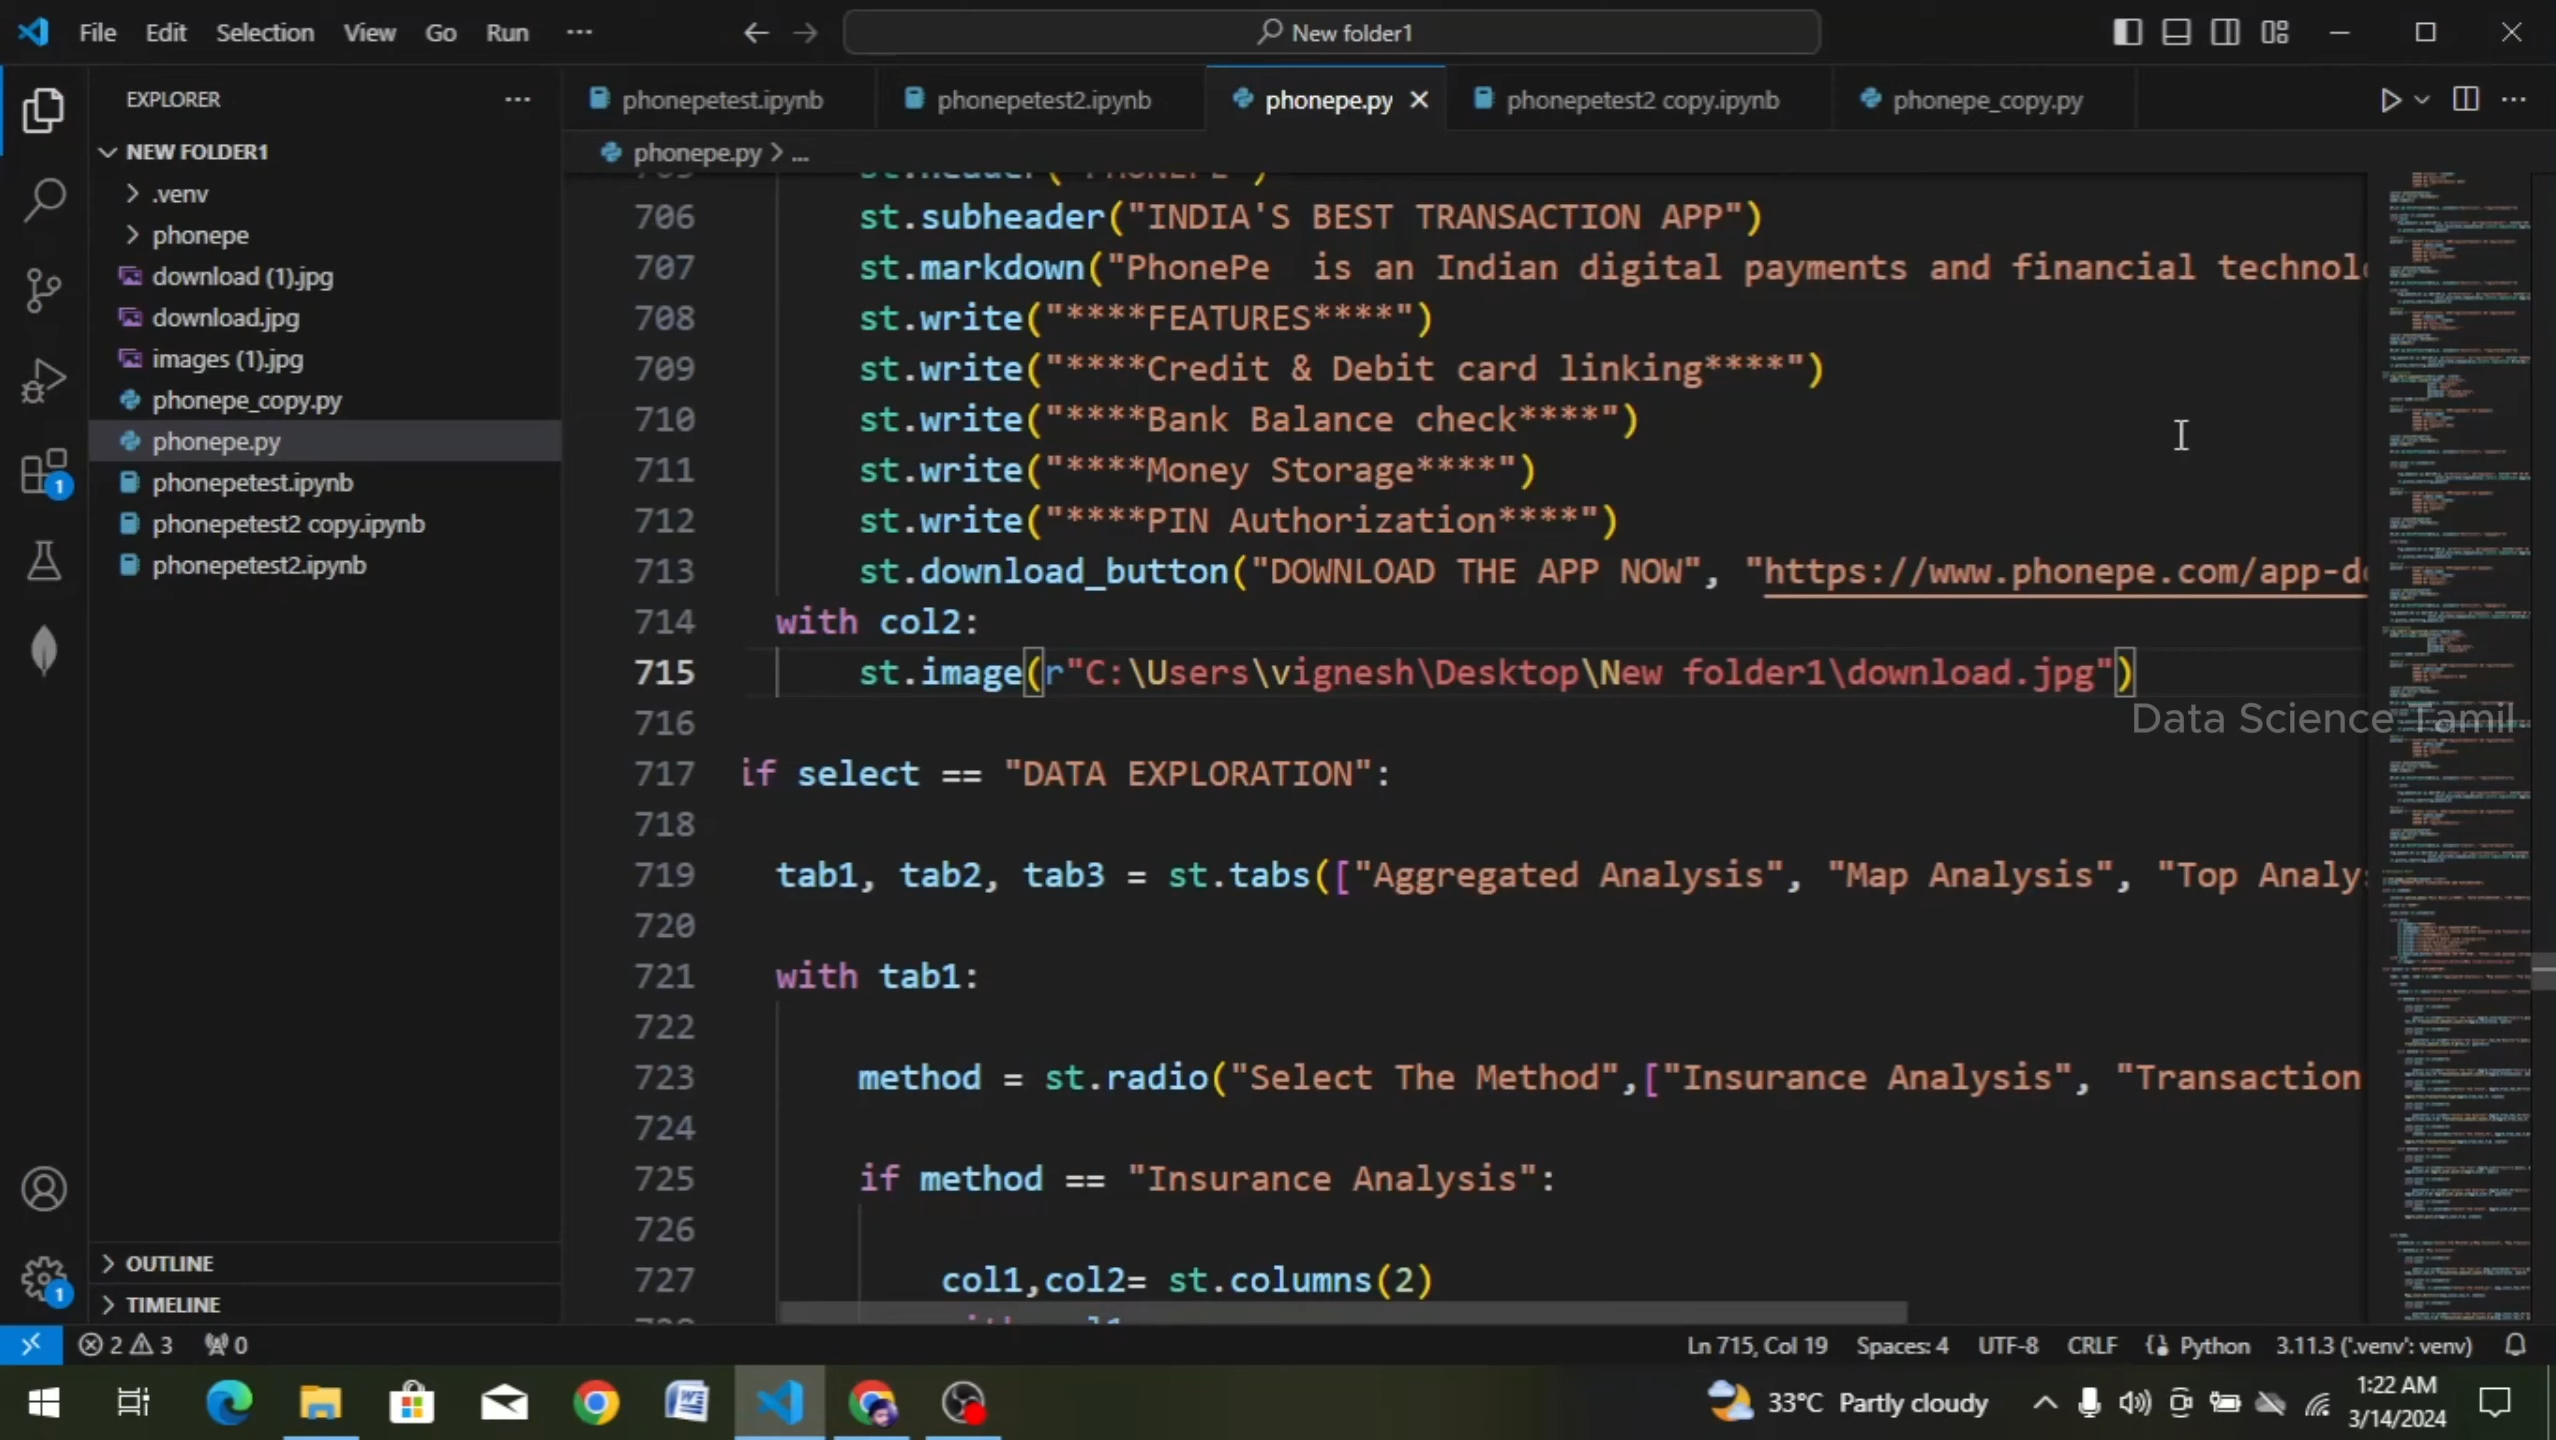 File Edit Selection View Go Run ... New folder1
EXPLORER ...
NEW FOLDER1
.venv
phonepe
download (1).jpg
download.jpg
images (1).jpg
phonepe_copy.py
phonepe.py
phonepetest.ipynb
phonepetest2 copy.ipynb
phonepetest2.ipynb
OUTLINE
TIMELINE
phonepetest.ipynb phonepetest2.ipynb phonepe.py phonepetest2 copy.ipynb phonepe_copy.py
phonepe.py > ...
st.header("PHONEPE")
706 st.subheader("INDIA'S BEST TRANSACTION APP")
707 st.markdown("PhonePe  is an Indian digital payments and financial technol
708 st.write("****FEATURES****")
709 st.write("****Credit & Debit card linking****")
710 st.write("****Bank Balance check****")
711 st.write("****Money Storage****")
712 st.write("****PIN Authorization****")
713 st.download_button("DOWNLOAD THE APP NOW", "https://www.phonepe.com/app-d
714 with col2:
715 st.image(r"C:\Users\vignesh\Desktop\New folder1\download.jpg")
Data Science Tamil
716
717 if select == "DATA EXPLORATION":
718
719 tab1, tab2, tab3 = st.tabs(["Aggregated Analysis", "Map Analysis", "Top Analy
720
721 with tab1:
722
723 method = st.radio("Select The Method",["Insurance Analysis", "Transaction
724
725 if method == "Insurance Analysis":
726
727 col1,col2= st.columns(2)
2 3 0 Ln 715, Col 19 Spaces: 4 UTF-8 CRLF Python 3.11.3 ('.venv': venv)
33°C Partly cloudy 1:22 AM
3/14/2024